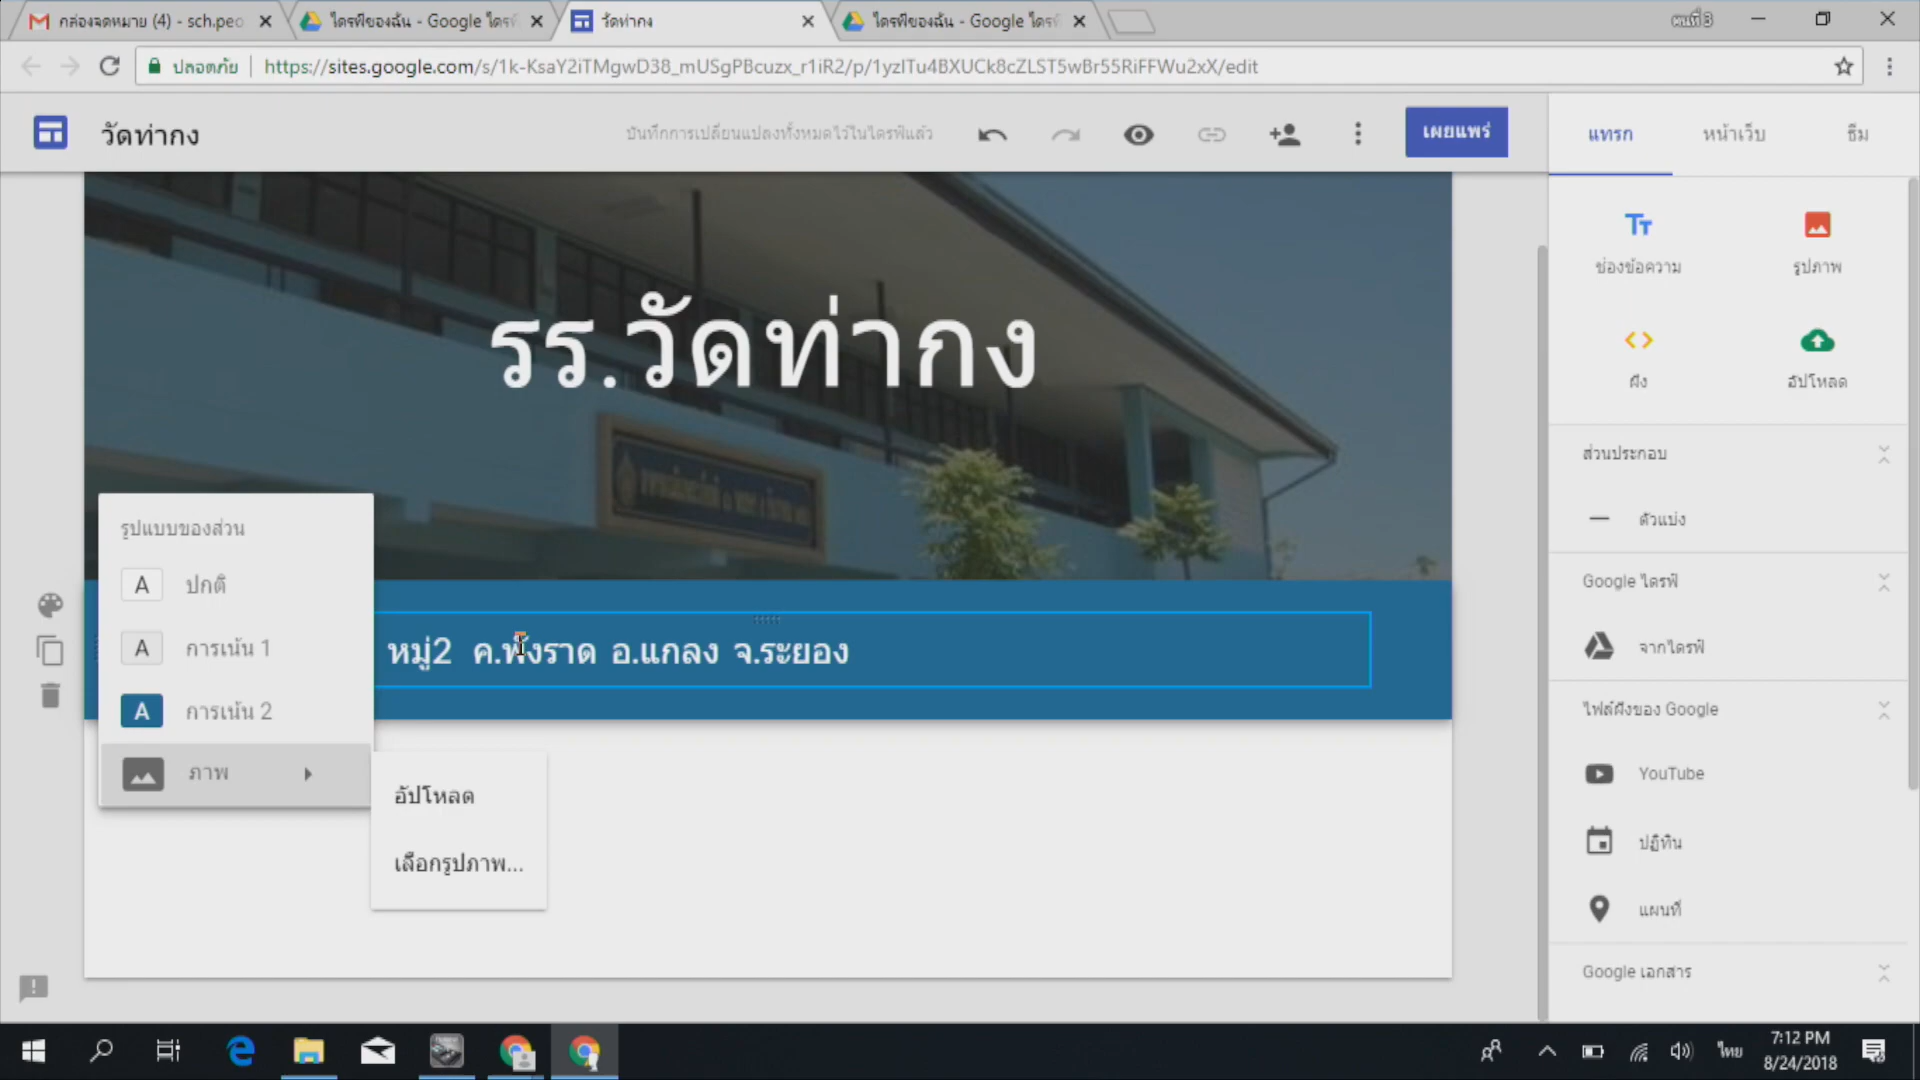 กล่องจดหมาย (4) - sch.peo
ไดรฟ์ของฉัน - Google ไดรฟ์
วัดท่ากง
ไดรฟ์ของฉัน - Google ไดรฟ์
คนที่ 3
ปลอดภัย
https://sites.google.com/s/1k-KsaY2iTMgwD38_mUSgPBcuzx_r1iR2/p/1yzITu4BXUCk8cZLST5wBr55RiFFWu2xX/edit
วัดท่ากง
บันทึกการเปลี่ยนแปลงทั้งหมดไว้ในไดรฟ์แล้ว
เผยแพร่
แทรก
หน้าเว็บ
ธีม
รร.วัดท่ากง
Tт
ช่องข้อความ
รูปภาพ
ฝัง
อัปโหลด
ส่วนประกอบ
ตัวแบ่ง
Google ไดรฟ์
จากไดรฟ์
ไฟล์ฝังของ Google
YouTube
ปฏิทิน
แผนที่
Google เอกสาร
รูปแบบของส่วน
A ปกติ
A การเน้น 1
A การเน้น 2
ภาพ
อัปโหลด
เลือกรูปภาพ...
หมู่2 ค.พังราด อ.แกลง จ.ระยอง
ไทย
7:12 PM
8/24/2018